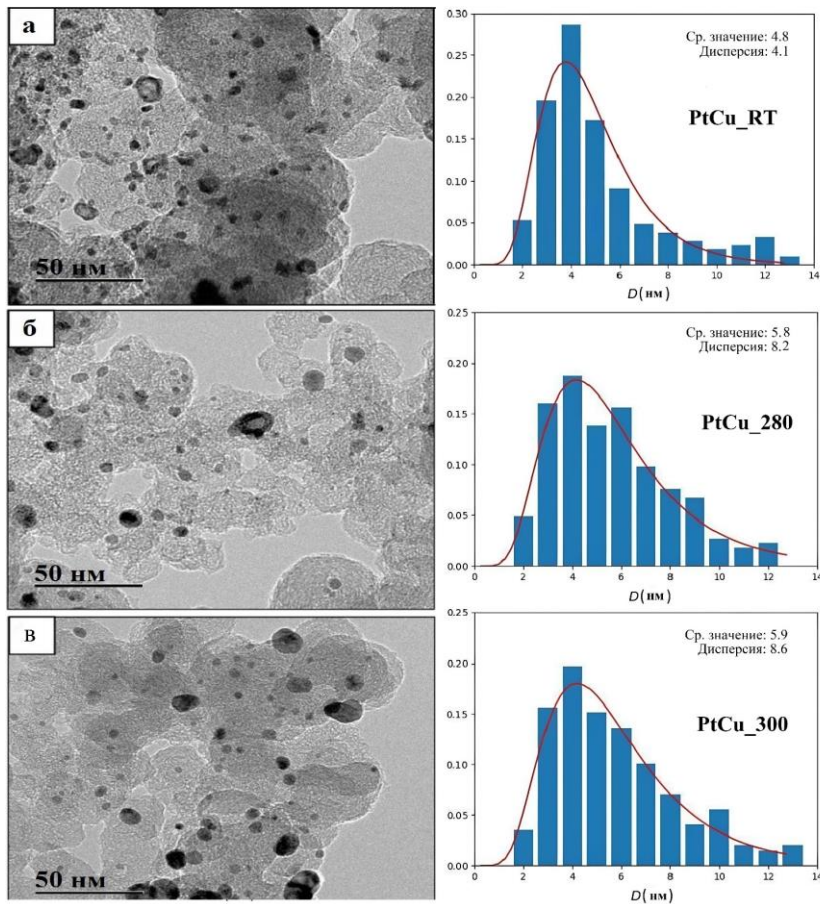 а
50 нм
0.30
0.25
0.20
0.15
0.10
0.05
0.00
0 2 4 6 8 10 12 14
D(нм)
Ср. значение: 4.8
Дисперсия: 4.1
PtCu_RT
б
50 нм
0.25
0.20
0.15
0.10
0.05
0.00
0 2 4 6 8 10 12 14
D(нм)
Ср. значение: 5.8
Дисперсия: 8.2
PtCu_280
в
50 нм
0.25
0.20
0.15
0.10
0.05
0.00
0 2 4 6 8 10 12 14
D(нм)
Ср. значение: 5.9
Дисперсия: 8.6
PtCu_300